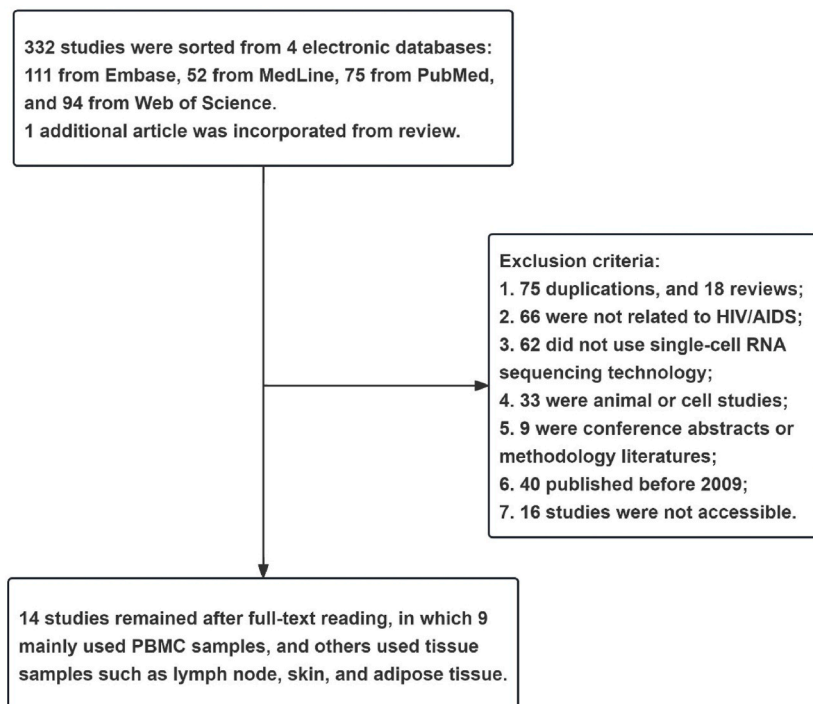 332 studies were sorted from 4 electronic databases:
111 from Embase, 52 from MedLine, 75 from PubMed,
and 94 from Web of Science.
1 additional article was incorporated from review.
Exclusion criteria:
1. 75 duplications, and 18 reviews;
2. 66 were not related to HIV/AIDS;
3. 62 did not use single-cell RNA
sequencing technology;
4. 33 were animal or cell studies;
5. 9 were conference abstracts or
methodology literatures;
6. 40 published before 2009;
7. 16 studies were not accessible.
14 studies remained after full-text reading, in which 9
mainly used PBMC samples, and others used tissue
samples such as lymph node, skin, and adipose tissue.